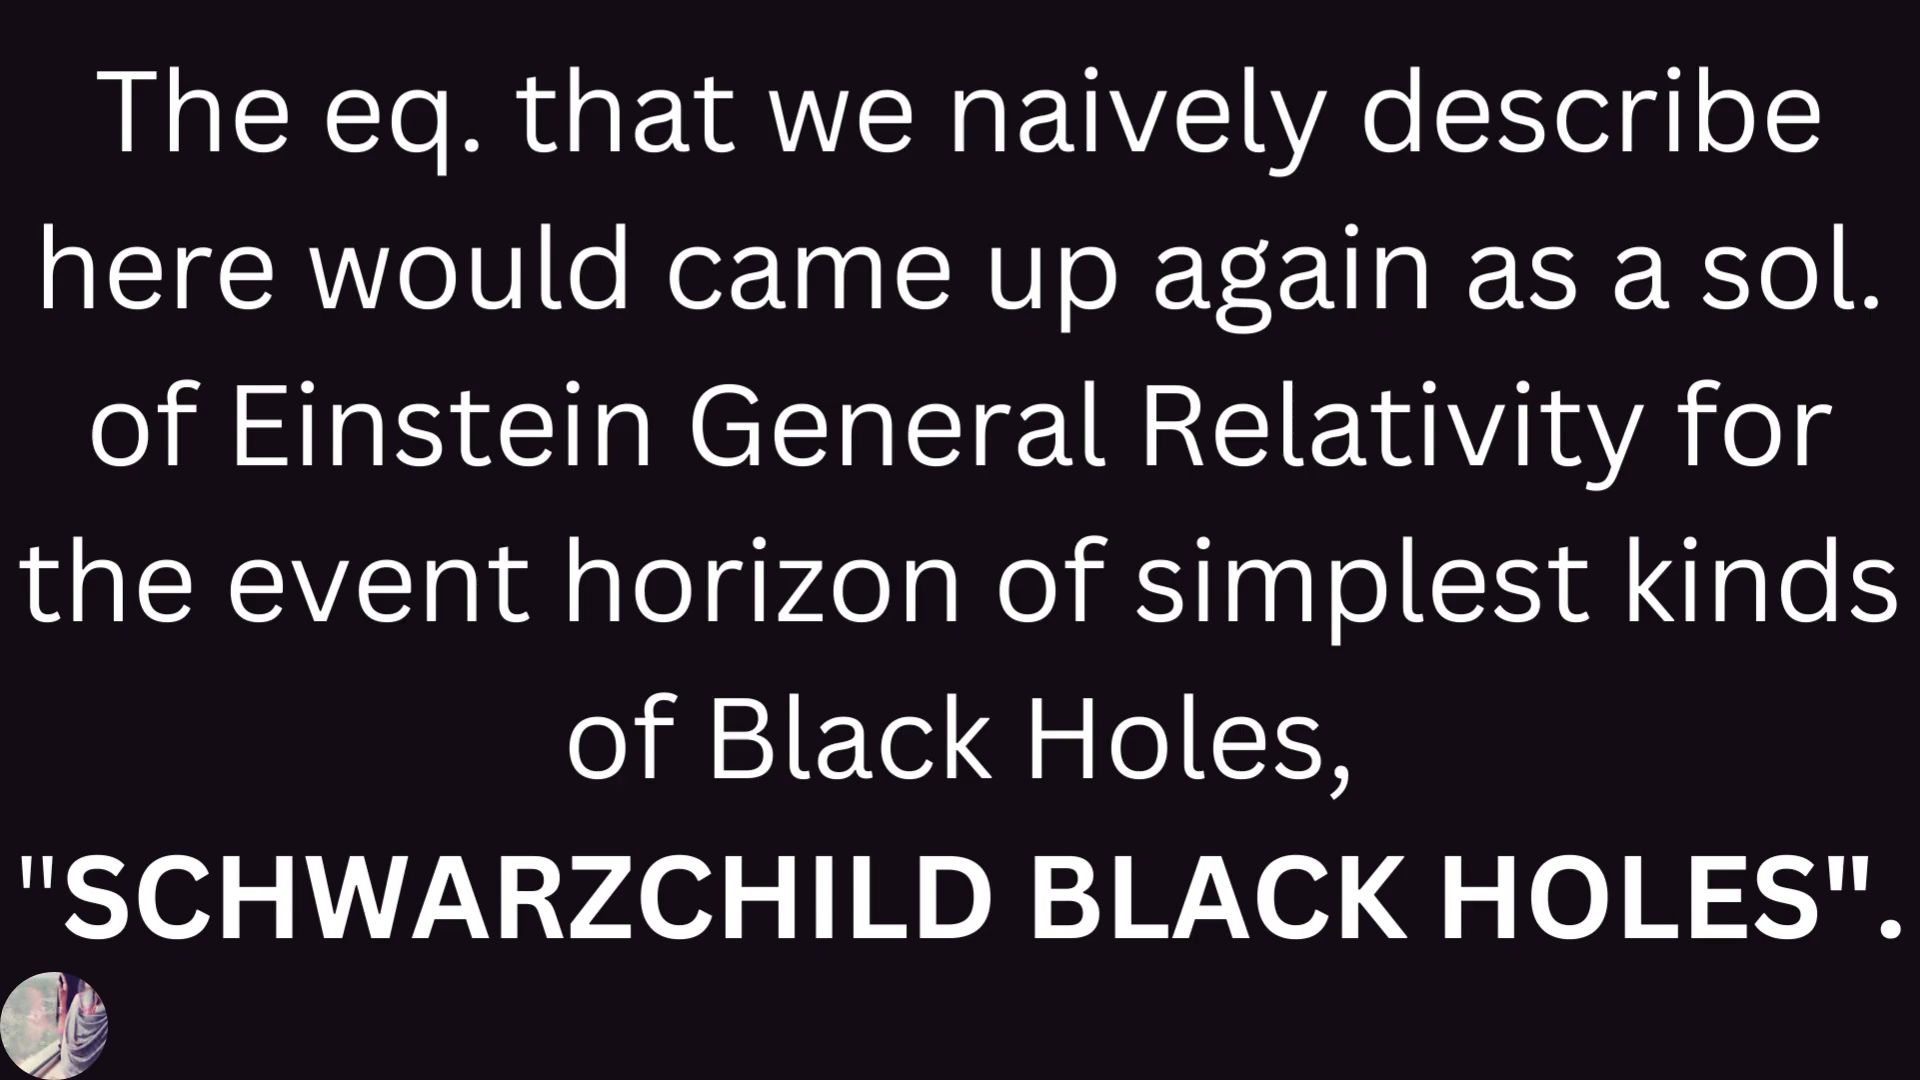 The eq. that we naively describe
here would came up again as a sol.
of Einstein General Relativity for
the event horizon of simplest kinds
of Black Holes,
"SCHWARZCHILD BLACK HOLES".